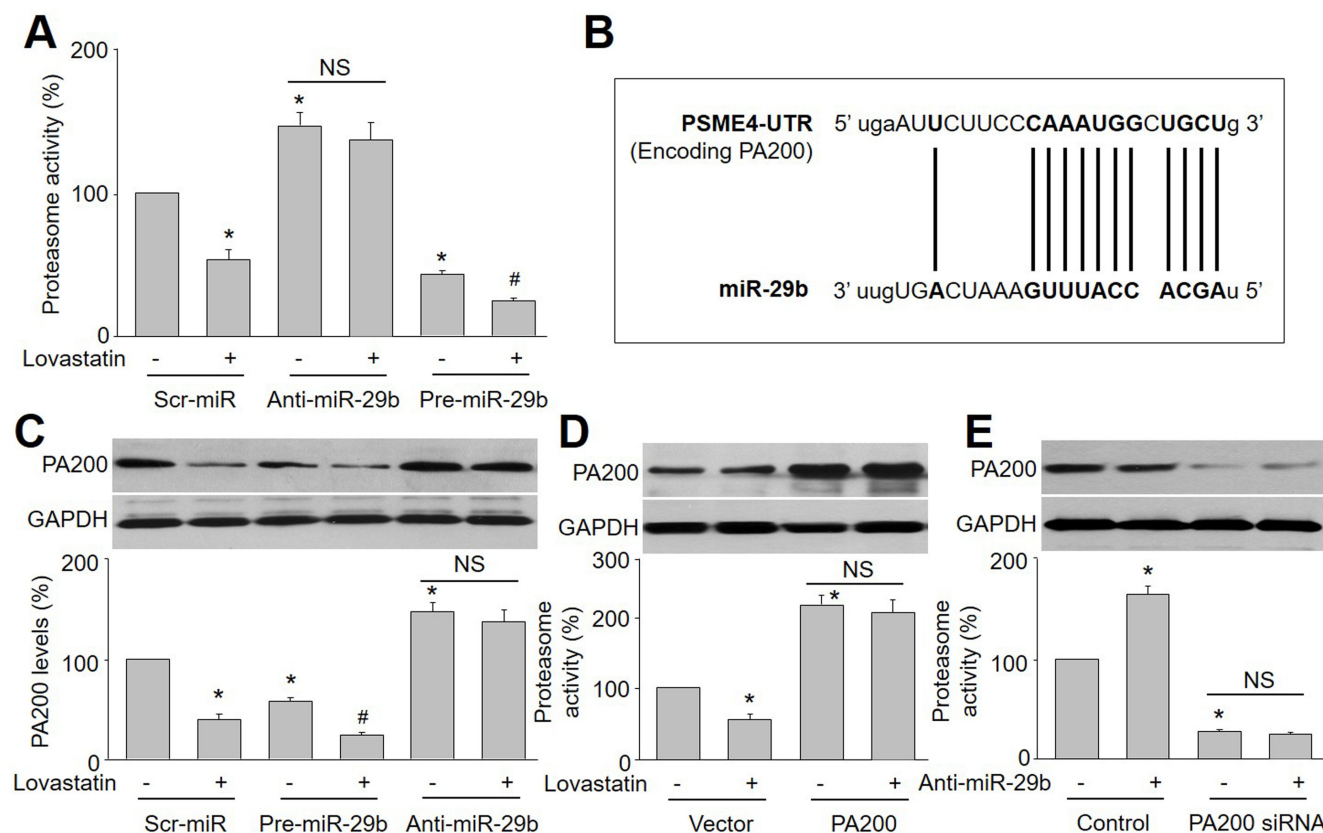 A
200
100
0
Proteasome activity (%)
*
*
NS
*
#
Lovastatin - + - + - +
Scr-miR Anti-miR-29b Pre-miR-29b
B
PSME4-UTR 5’ ugaAUUCUUCCCAAAUGGCUGCUg 3’
(Encoding PA200)
miR-29b 3’ uugUGACUAAAGUUUACC ACGAu 5’
C
PA200
GAPDH
200
100
0
PA200 levels (%)
*
*
#
*
NS
Lovastatin - + - + - +
Scr-miR Pre-miR-29b Anti-miR-29b
D
PA200
GAPDH
300
200
100
0
Proteasome
activity (%)
*
*
NS
Lovastatin - + - +
Vector PA200
E
PA200
GAPDH
200
100
0
Proteasome
activity (%)
*
*
NS
Anti-miR-29b - + - +
Control PA200 siRNA